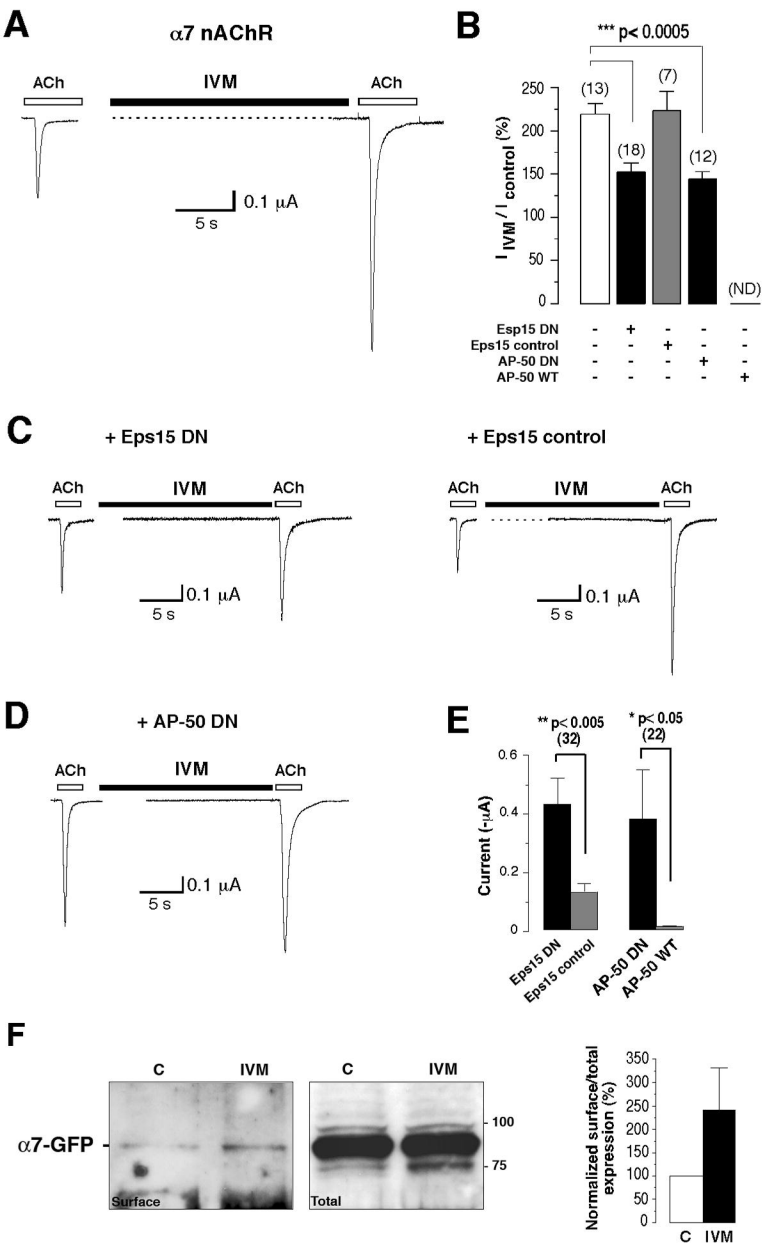 A
α7 nAChR
ACh
IVM
ACh
0.1 µA
5 s
B
*** p< 0.0005
I IVM / I control (%)
250
200
150
100
50
0
(13)
(18)
(7)
(12)
(ND)
Esp15 DN - + - - -
Eps15 control - - + - -
AP-50 DN - - - + -
AP-50 WT - - - - +
C
+ Eps15 DN
ACh
IVM
ACh
0.1 µA
5 s
+ Eps15 control
ACh
IVM
ACh
0.1 µA
5 s
D
+ AP-50 DN
ACh
IVM
ACh
0.1 µA
5 s
E
** p< 0.005
(32)
* p< 0.05
(22)
Current (-µA)
0.6
0.4
0.2
0
Eps15 DN
Eps15 control
AP-50 DN
AP-50 WT
F
C
IVM
α7-GFP
Surface
C
IVM
Total
100
75
Normalized surface/total
expression (%)
350
300
250
200
150
100
50
0
C
IVM